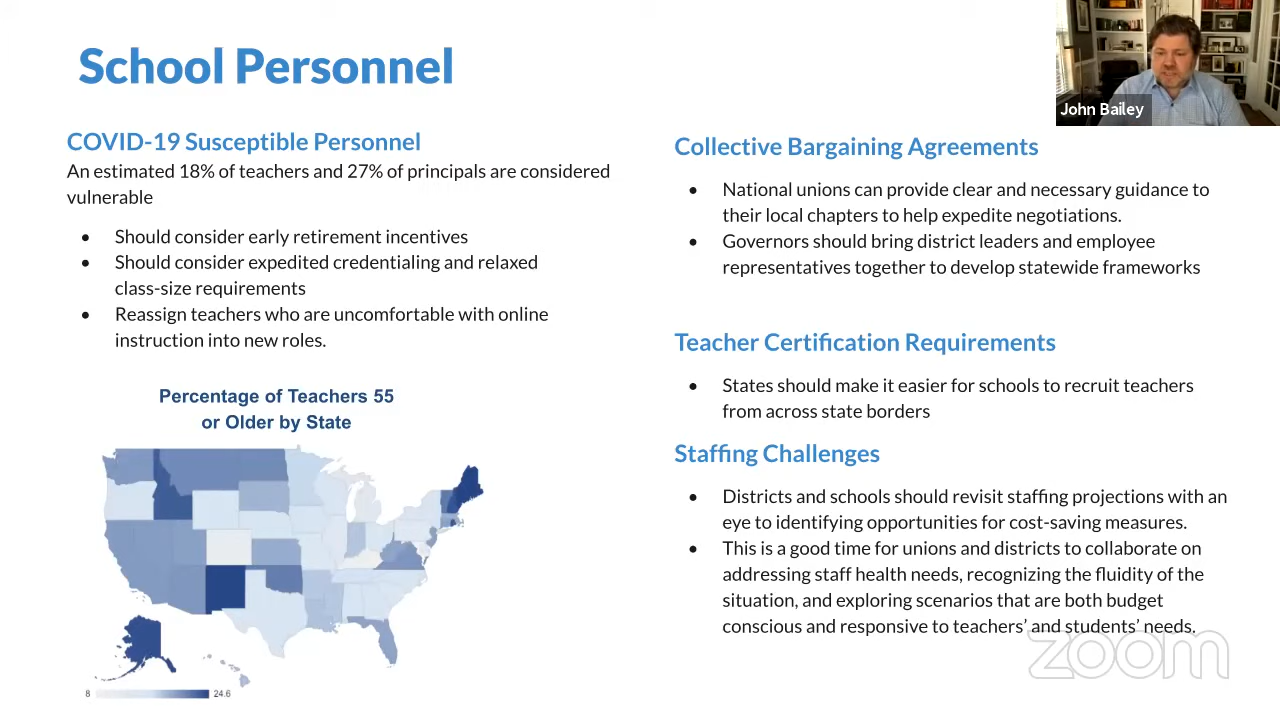 School Personnel
John Bailey
COVID-19 Susceptible Personnel
An estimated 18% of teachers and 27% of principals are considered
vulnerable
● Should consider early retirement incentives
● Should consider expedited credentialing and relaxed
class-size requirements
● Reassign teachers who are uncomfortable with online
instruction into new roles.
Percentage of Teachers 55
or Older by State
8 24.6
Collective Bargaining Agreements
● National unions can provide clear and necessary guidance to
their local chapters to help expedite negotiations.
● Governors should bring district leaders and employee
representatives together to develop statewide frameworks
Teacher Certification Requirements
● States should make it easier for schools to recruit teachers
from across state borders
Staffing Challenges
● Districts and schools should revisit staffing projections with an
eye to identifying opportunities for cost-saving measures.
● This is a good time for unions and districts to collaborate on
addressing staff health needs, recognizing the fluidity of the
situation, and exploring scenarios that are both budget
conscious and responsive to teachers’ and students’ needs.
zoom